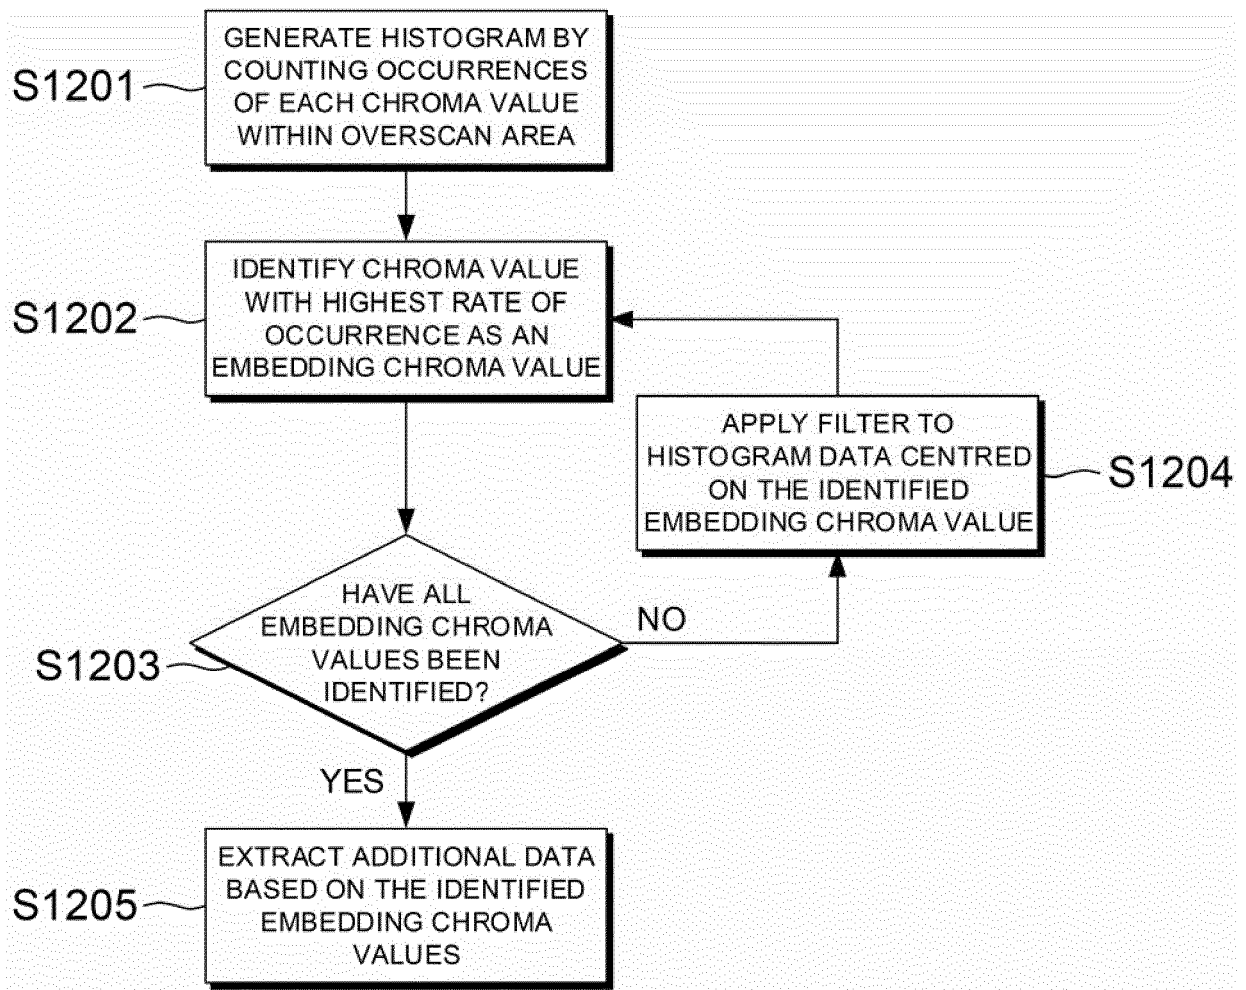 S1201
GENERATE HISTOGRAM BY
COUNTING OCCURRENCES
OF EACH CHROMA VALUE
WITHIN OVERSCAN AREA
S1202
IDENTIFY CHROMA VALUE
WITH HIGHEST RATE OF
OCCURRENCE AS AN
EMBEDDING CHROMA VALUE
APPLY FILTER TO
HISTOGRAM DATA CENTRED
ON THE IDENTIFIED
EMBEDDING CHROMA VALUE
S1204
S1203
HAVE ALL
EMBEDDING CHROMA
VALUES BEEN
IDENTIFIED?
NO
YES
S1205
EXTRACT ADDITIONAL DATA
BASED ON THE IDENTIFIED
EMBEDDING CHROMA
VALUES